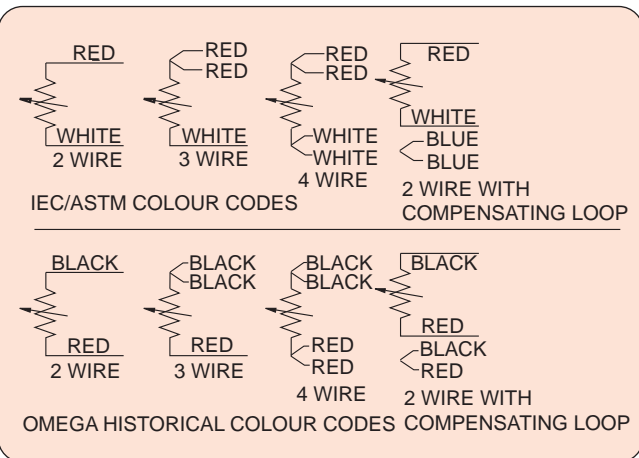 RED
WHITE
2 WIRE
RED
RED
WHITE
3 WIRE
RED
RED
WHITE
WHITE
4 WIRE
RED
WHITE
BLUE
BLUE
2 WIRE WITH
COMPENSATING LOOP
IEC/ASTM COLOUR CODES
BLACK
RED
2 WIRE
BLACK
BLACK
RED
3 WIRE
BLACK
BLACK
RED
RED
4 WIRE
BLACK
RED
BLACK
RED
2 WIRE WITH
COMPENSATING LOOP
OMEGA HISTORICAL COLOUR CODES